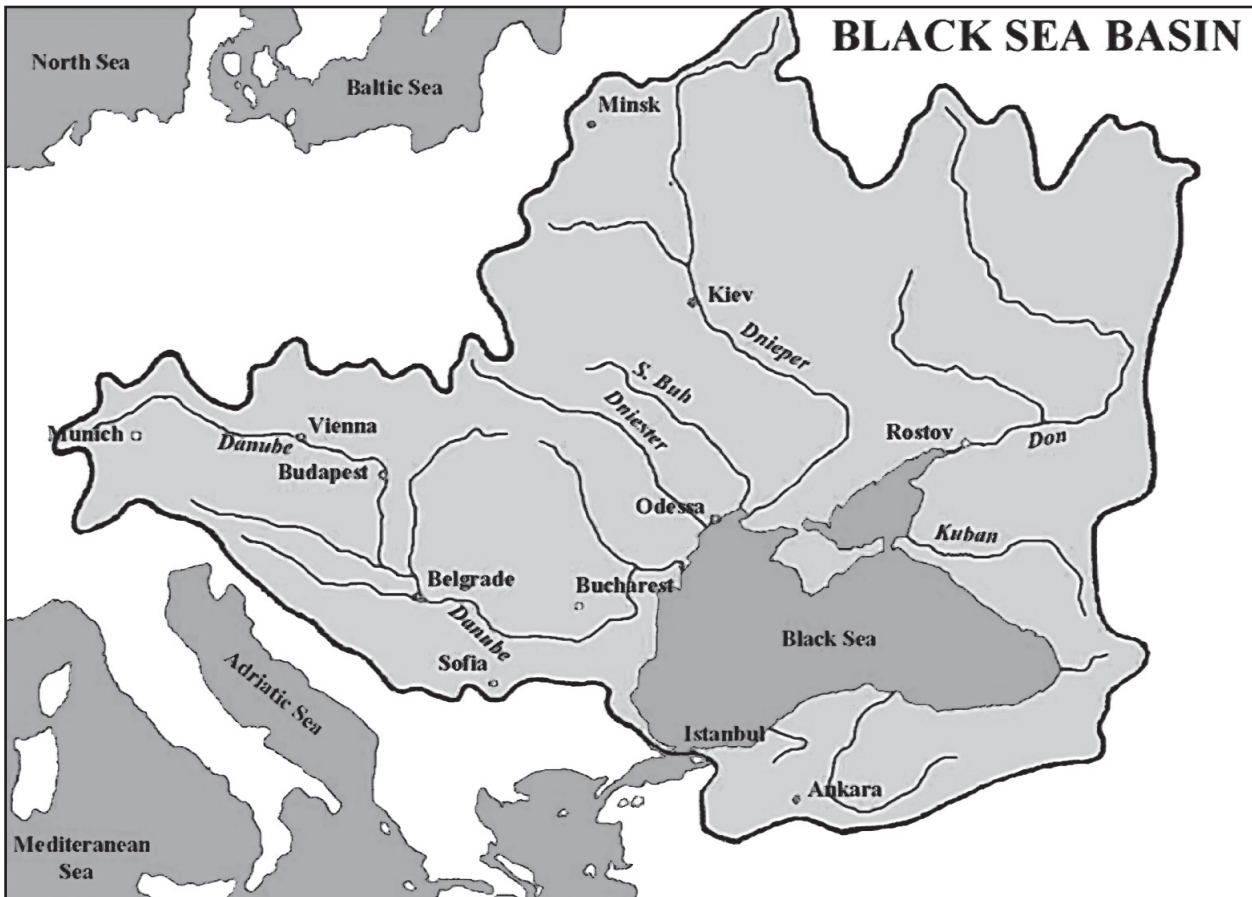 BLACK SEA BASIN
North Sea
Baltic Sea
Minsk
Kiev
Dnieper
S. Buh
Dniester
Munich
Danube
Vienna
Budapest
Rostov
Don
Odessa
Kuban
Belgrade
Danube
Bucharest
Black Sea
Sofia
Adriatic Sea
Istanbul
Ankara
Mediterranean
Sea